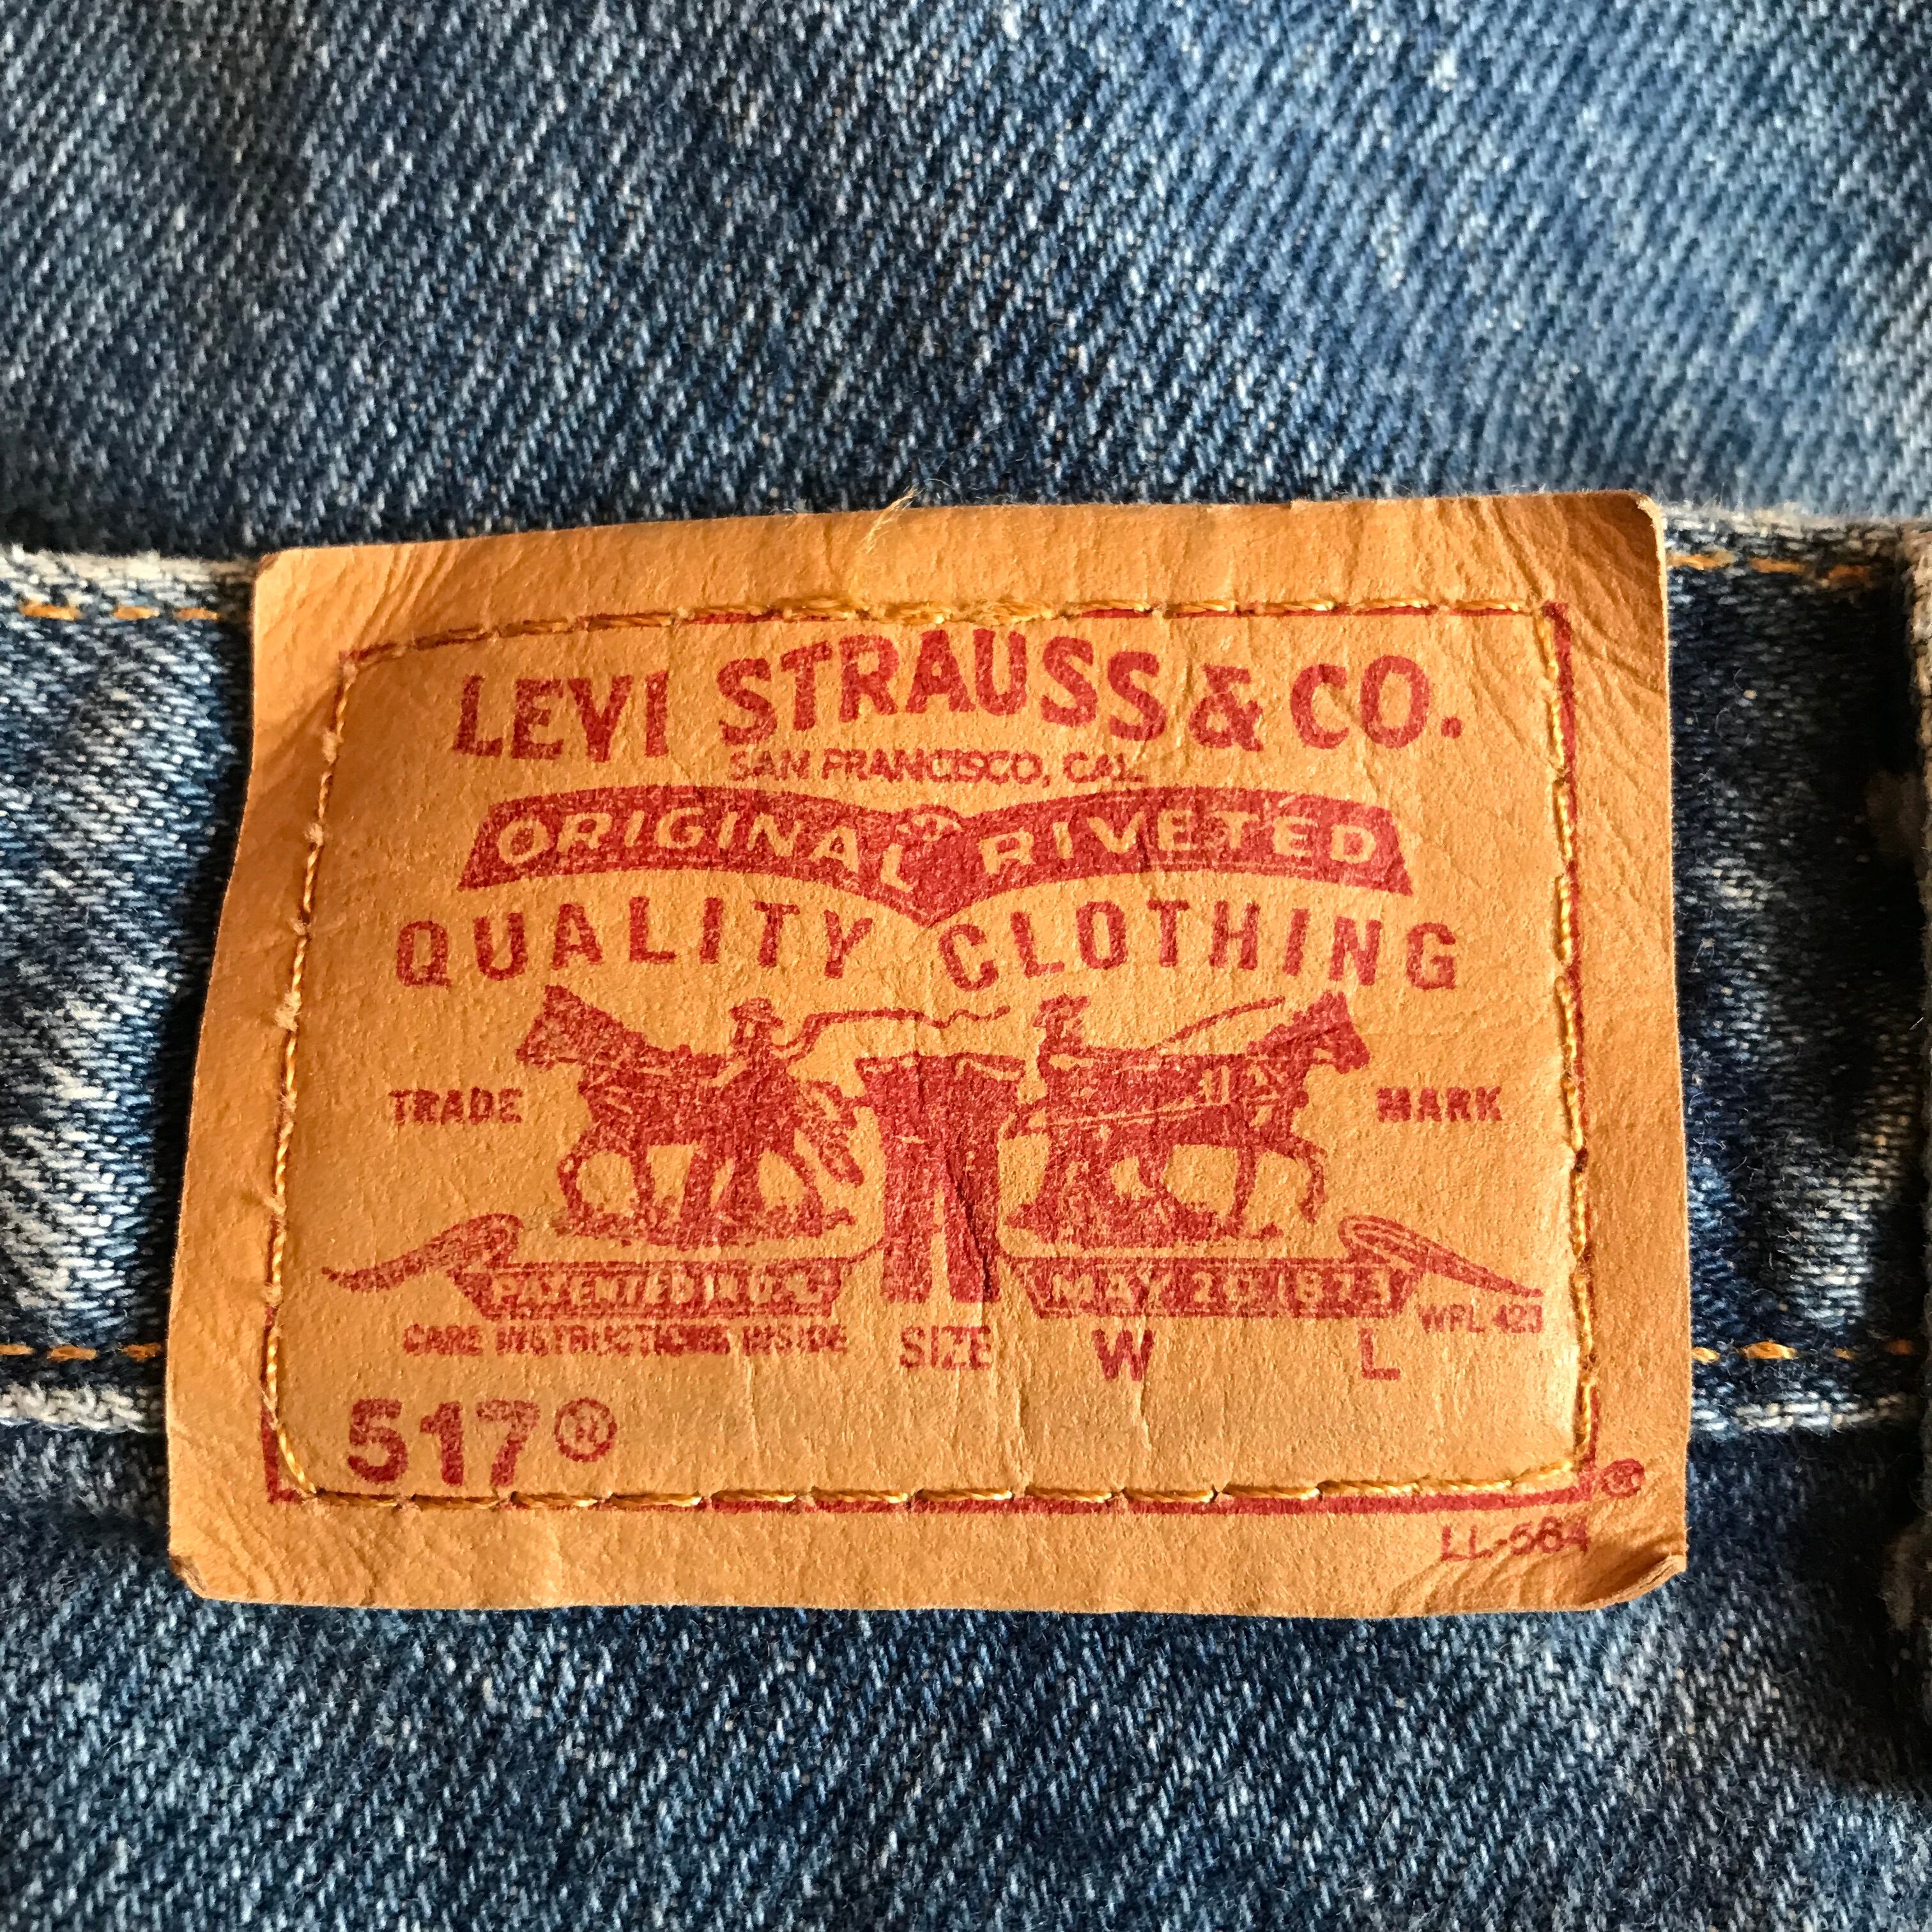 LEVI STRAUSS & CO.
SAN FRANCISCO, CAL.
ORIGINAL RIVETED
QUALITY CLOTHING
TRADE MARK
PATENTED IN U.S. MAY 20 1873
WPL 423
CARE INSTRUCTIONS INSIDE SIZE W L
517®
®
LL-584